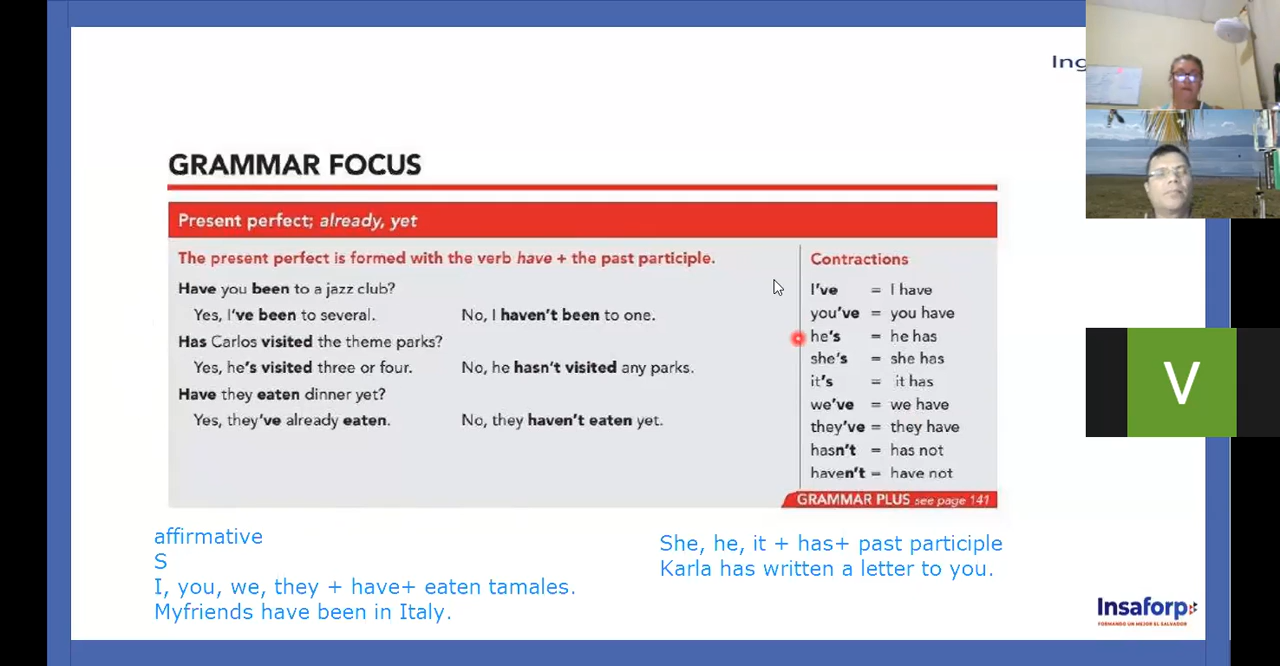 Ing
GRAMMAR FOCUS
Present perfect; already, yet
The present perfect is formed with the verb have + the past participle.
Have you been to a jazz club?
Yes, I've been to several. No, I haven't been to one.
Has Carlos visited the theme parks?
Yes, he's visited three or four. No, he hasn't visited any parks.
Have they eaten dinner yet?
Yes, they've already eaten. No, they haven't eaten yet.
Contractions
I've = I have
you've = you have
he's = he has
she's = she has
it's = it has
we've = we have
they've = they have
hasn't = has not
haven't = have not
GRAMMAR PLUS see page 141
affirmative
S
I, you, we, they + have+ eaten tamales.
Myfriends have been in Italy.
She, he, it + has+ past participle
Karla has written a letter to you.
Insaforp
FORMANDO UN MEJOR EL SALVADOR
V